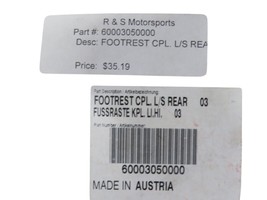 R & S Motorsports
Part #: 60003050000
Desc: FOOTREST CPL. L/S REA
Price: $35.19
FOOTREST CPL. L/S REAR 03
FUSSRASTE KPL. LI.HI. 03
60003050000
MADE IN AUSTRIA